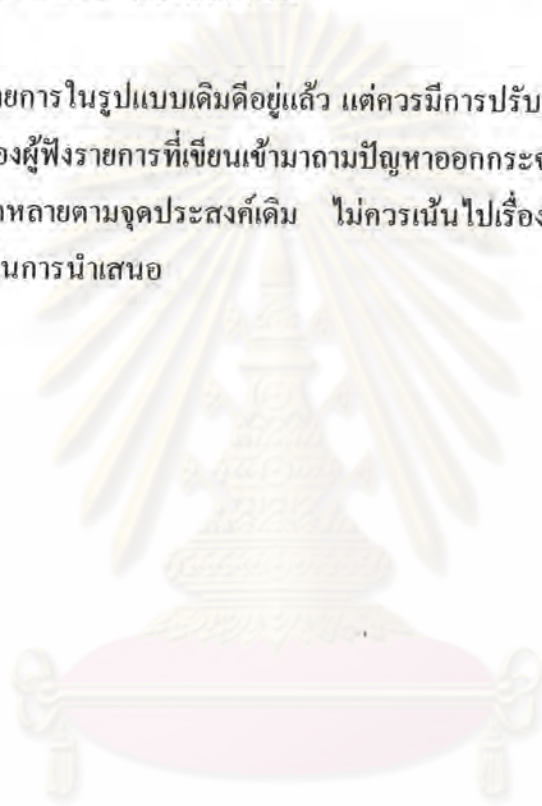 ยการในรูปแบบเดิมดีอยู่แล้ว แต่ควรมีการปรับ
องผู้ฟังรายการที่เขียนเข้ามาถามปัญหาออกกระจ
กหลายตามจุดประสงค์เดิม ไม่ควรเน้นไปเรื่อง
นการนำเสนอ